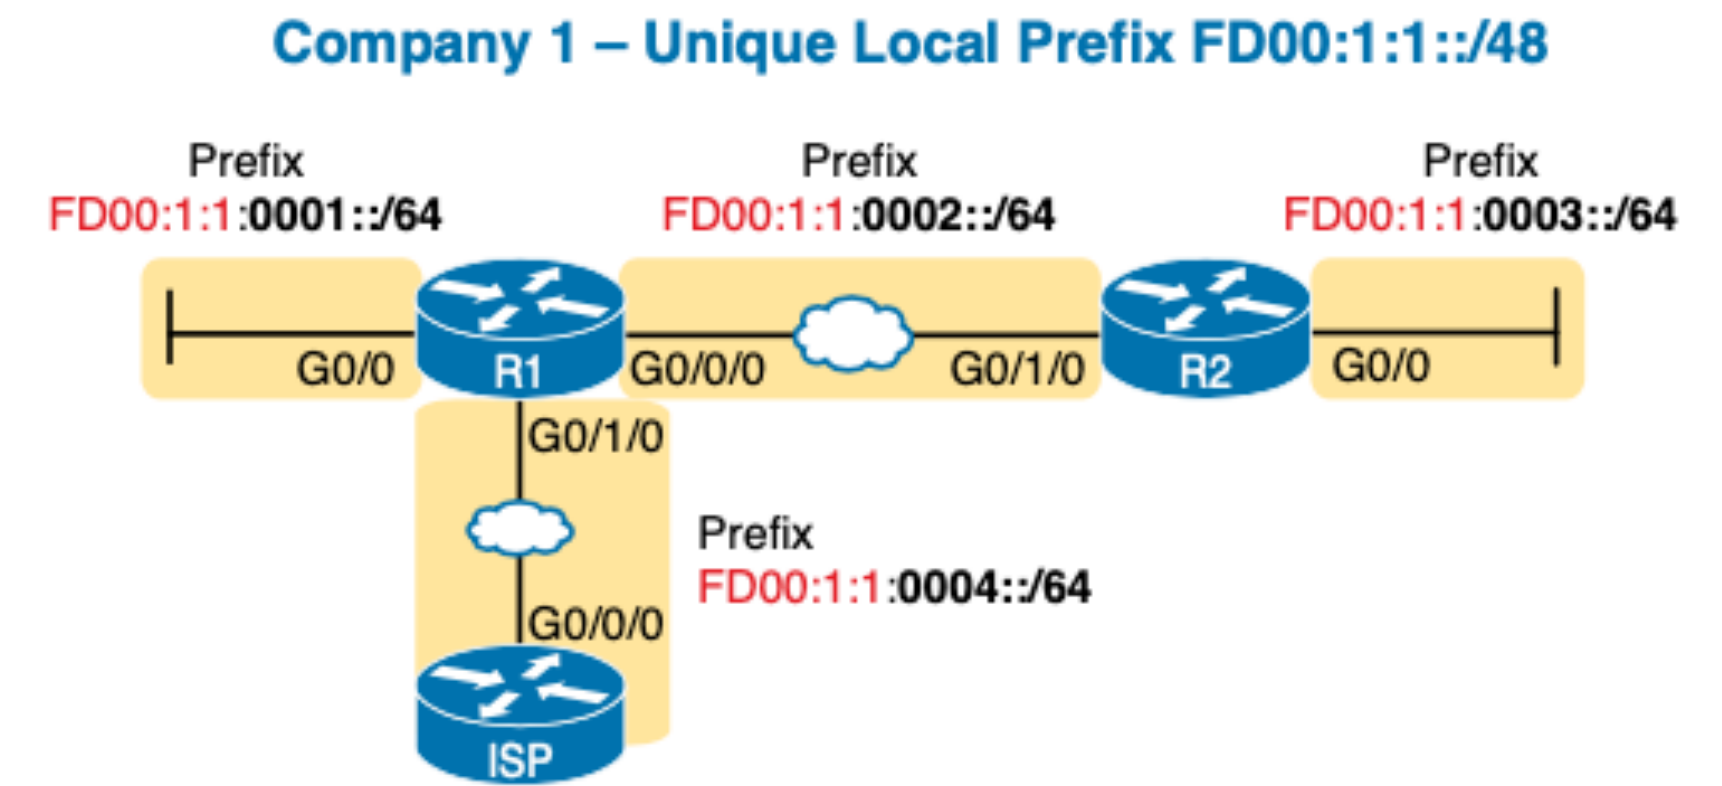 Company 1 – Unique Local Prefix FD00:1:1::/48
Prefix
FD00:1:1:0001::/64
Prefix
FD00:1:1:0002::/64
Prefix
FD00:1:1:0003::/64
G0/0
R1
G0/0/0
G0/1/0
R2
G0/0
G0/1/0
Prefix
FD00:1:1:0004::/64
G0/0/0
ISP